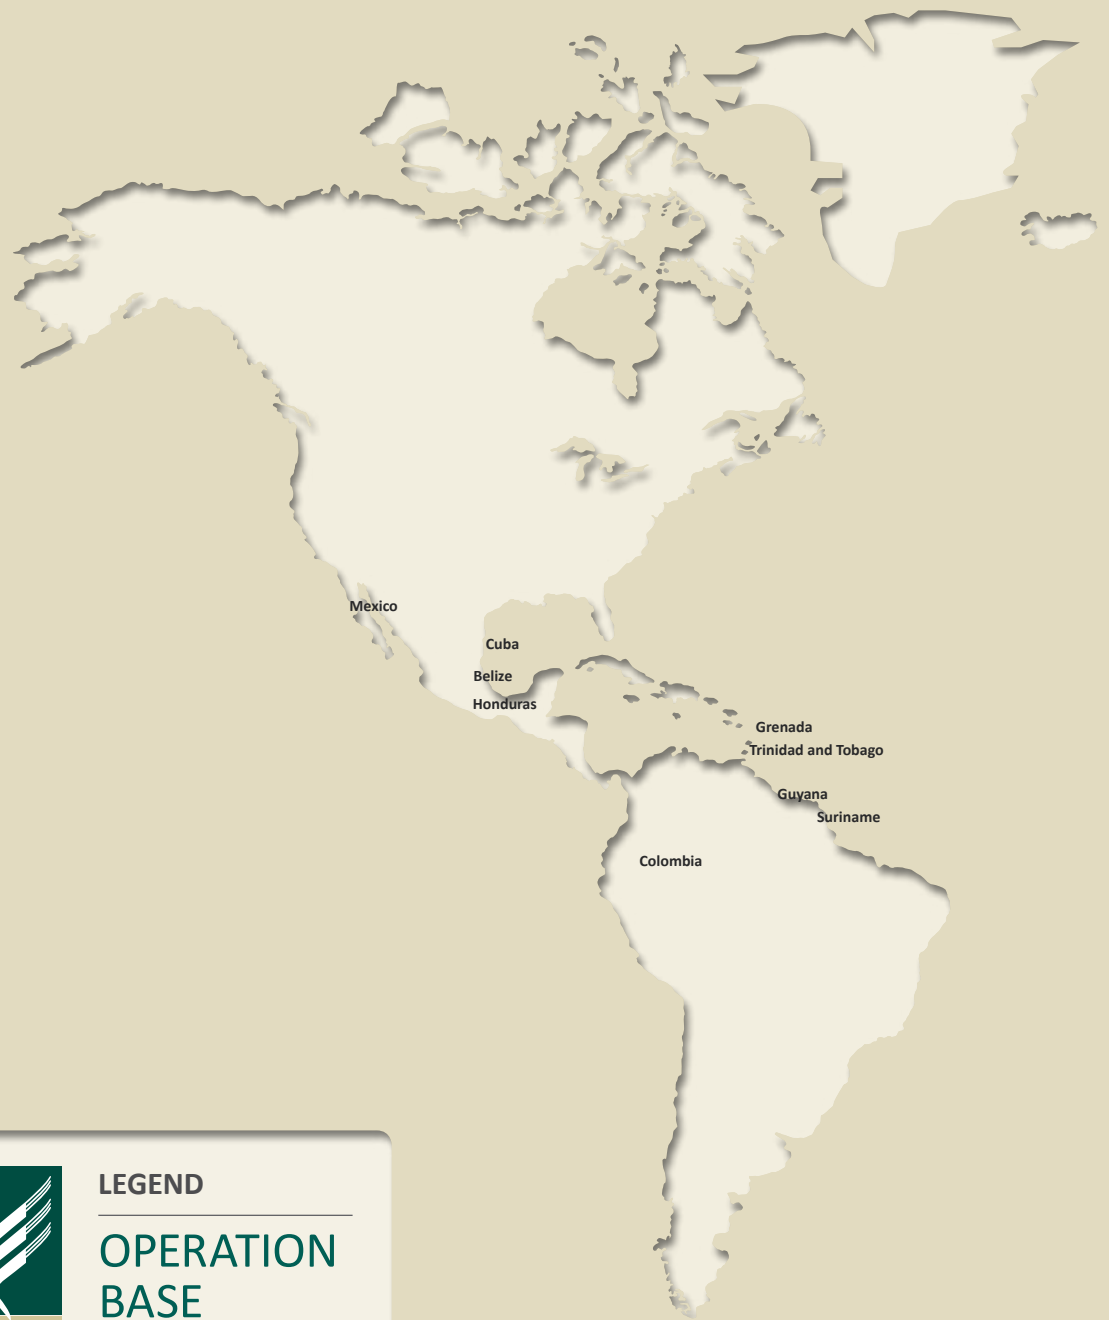 Mexico
Cuba
Belize
Honduras
Grenada
Trinidad and Tobago
Guyana
Suriname
Colombia
LEGEND
OPERATION
BASE